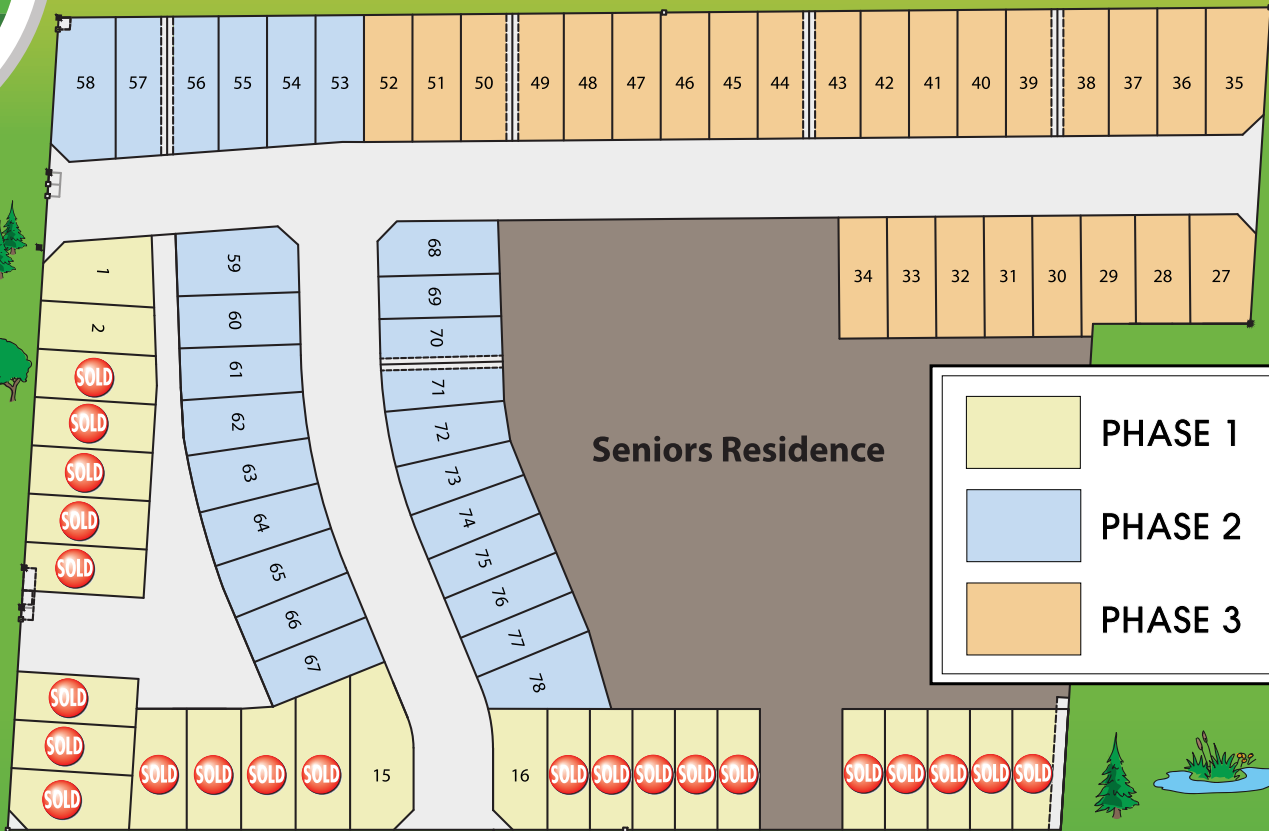 58 57 56 55 54 53 52 51 50 49 48 47 46 45 44 43 42 41 40 39 38 37 36 35
34 33 32 31 30 29 28 27
1
2
SOLD
SOLD
SOLD
SOLD
SOLD
59
60
61
62
63
64
65
66
67
68
69
70
71
72
73
74
75
76
77
78
Seniors Residence
PHASE 1
PHASE 2
PHASE 3
SOLD
SOLD
SOLD
SOLD SOLD SOLD SOLD 15 16 SOLD SOLD SOLD SOLD SOLD SOLD SOLD SOLD SOLD SOLD